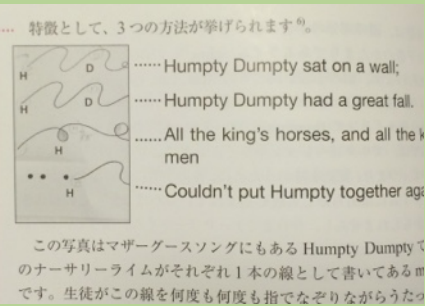 特徴として、3つの方法が挙げられます⁶⁾。
H D ……Humpty Dumpty sat on a wall;
H D ……Humpty Dumpty had a great fall.
H ……All the king's horses, and all the k
men
H ……Couldn't put Humpty together aga
この写真はマザーグースソングにもある Humpty Dumpty て
のナーサリーライムがそれぞれ1本の線として書いてある m
です。生徒がこの線を何度も何度も指でなぞりながらうたっ